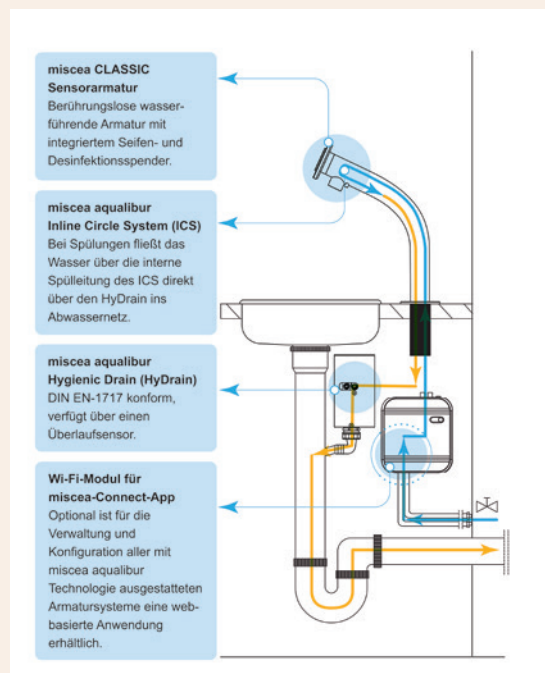 miscea CLASSIC
Sensorarmatur
Berührungslose wasser-
führende Armatur mit
integriertem Seifen- und
Desinfektionsspender.
miscea aqualibur
Inline Circle System (ICS)
Bei Spülungen fließt das
Wasser über die interne
Spülleitung des ICS direkt
über den HyDrain ins
Abwassernetz.
miscea aqualibur
Hygienic Drain (HyDrain)
DIN EN-1717 konform,
verfügt über einen
Überlaufsensor.
Wi-Fi-Modul für
miscea-Connect-App
Optional ist für die
Verwaltung und
Konfiguration aller mit
miscea aqualibur
Technologie ausgestatteten
Armatursysteme eine web-
basierte Anwendung
erhältlich.